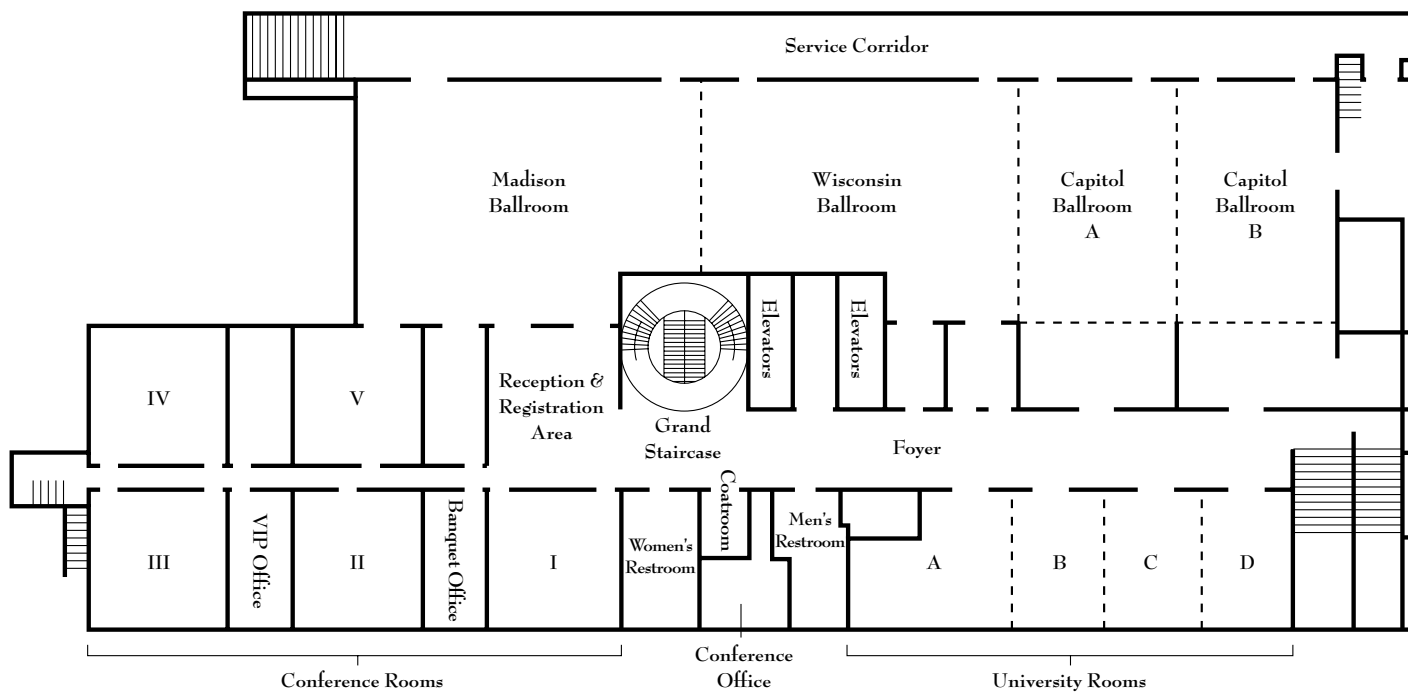 Service Corridor
Madison
Ballroom
Wisconsin
Ballroom
Capitol
Ballroom
A
Capitol
Ballroom
B
Elevators
Elevators
IV
V
Reception &
Registration
Area
Grand
Staircase
Foyer
III
VIP Office
II
Banquet Office
I
Women's
Restroom
Coatroom
Men's
Restroom
A
B
C
D
Conference Rooms
Conference
Office
University Rooms